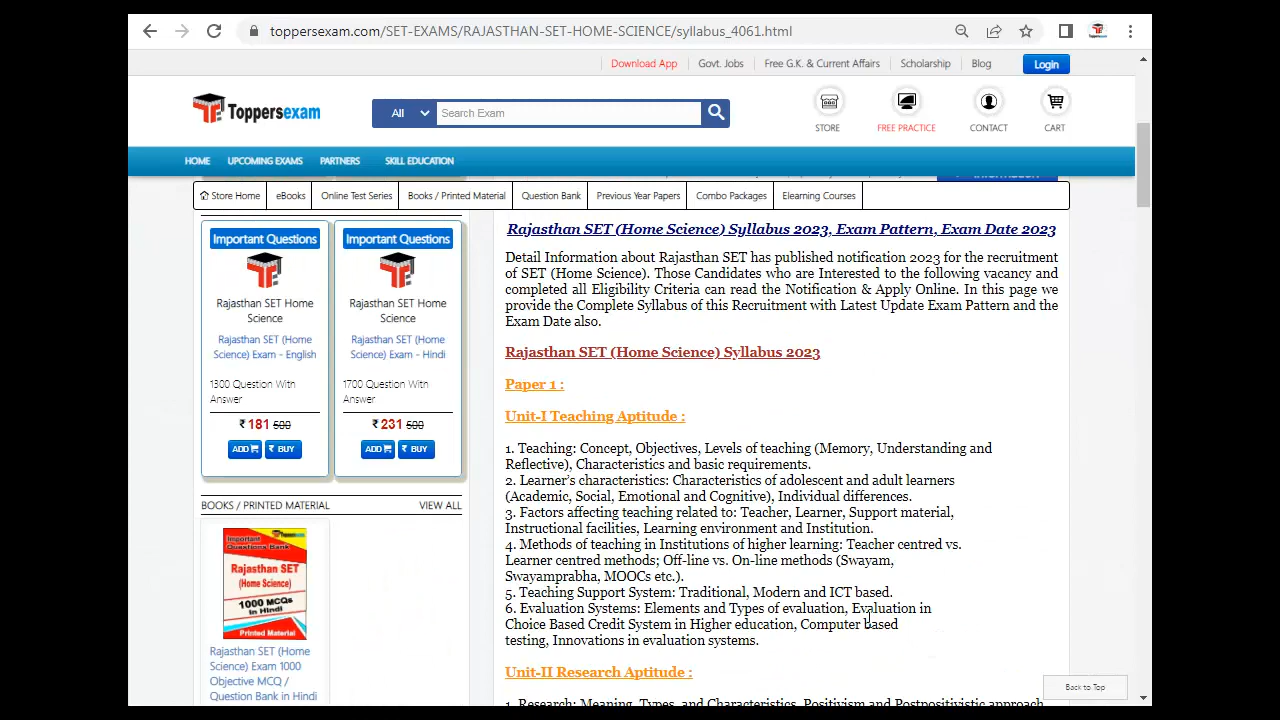 toppersexam.com/SET-EXAMS/RAJASTHAN-SET-HOME-SCIENCE/syllabus_4061.html
Download App Govt. Jobs Free G.K. & Current Affairs Scholarship Blog Login
Toppersexam All Search Exam
STORE FREE PRACTICE CONTACT CART
HOME UPCOMING EXAMS PARTNERS SKILL EDUCATION
Store Home eBooks Online Test Series Books / Printed Material Question Bank Previous Year Papers Combo Packages Elearning Courses
Important Questions
Rajasthan SET Home
Science
Rajasthan SET (Home
Science) Exam - English
1300 Question With
Answer
₹ 181 500
ADD ₹ BUY
Important Questions
Rajasthan SET Home
Science
Rajasthan SET (Home
Science) Exam - Hindi
1700 Question With
Answer
₹ 231 500
ADD ₹ BUY
BOOKS / PRINTED MATERIAL VIEW ALL
Toppersexam
Important
Questions Bank
Rajasthan SET
(Home Science)
1000 MCQs
in Hindi
Printed Material
Rajasthan SET (Home
Science) Exam 1000
Objective MCQ /
Question Bank in Hindi
Rajasthan SET (Home Science) Syllabus 2023, Exam Pattern, Exam Date 2023
Detail Information about Rajasthan SET has published notification 2023 for the recruitment
of SET (Home Science). Those Candidates who are Interested to the following vacancy and
completed all Eligibility Criteria can read the Notification & Apply Online. In this page we
provide the Complete Syllabus of this Recruitment with Latest Update Exam Pattern and the
Exam Date also.
Rajasthan SET (Home Science) Syllabus 2023
Paper 1 :
Unit-I Teaching Aptitude :
1. Teaching: Concept, Objectives, Levels of teaching (Memory, Understanding and
Reflective), Characteristics and basic requirements.
2. Learner’s characteristics: Characteristics of adolescent and adult learners
(Academic, Social, Emotional and Cognitive), Individual differences.
3. Factors affecting teaching related to: Teacher, Learner, Support material,
Instructional facilities, Learning environment and Institution.
4. Methods of teaching in Institutions of higher learning: Teacher centred vs.
Learner centred methods; Off-line vs. On-line methods (Swayam,
Swayamprabha, MOOCs etc.).
5. Teaching Support System: Traditional, Modern and ICT based.
6. Evaluation Systems: Elements and Types of evaluation, Evaluation in
Choice Based Credit System in Higher education, Computer based
testing, Innovations in evaluation systems.
Unit-II Research Aptitude :
1. Research: Meaning, Types, and Characteristics, Positivism and Postpositivistic approach
Back to Top